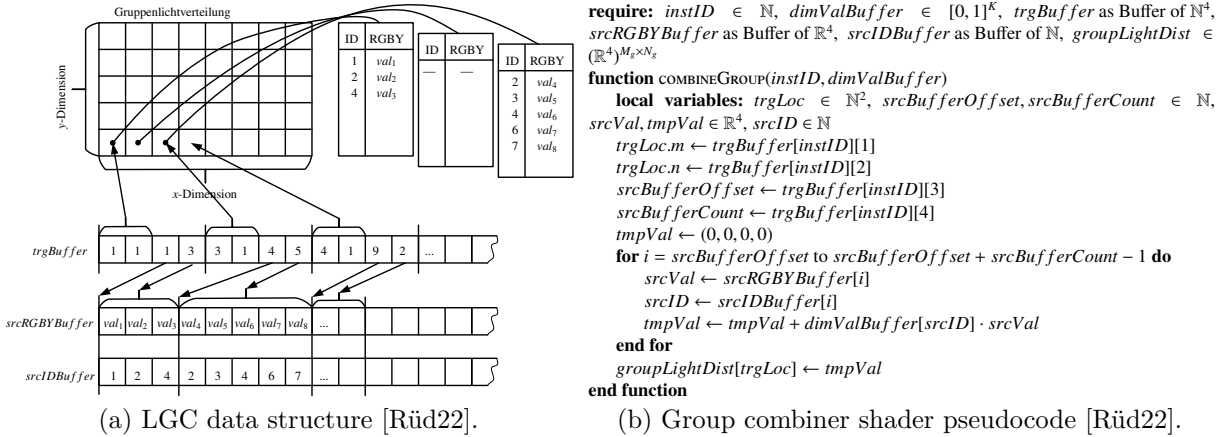 Gruppenlichtverteilung
y-Dimension
x-Dimension
ID RGBY
1 val1
2 val2
4 val3
ID RGBY
— —
ID RGBY
2 val4
3 val5
4 val6
6 val7
7 val8
trgBuffer 1 1 1 3 3 1 4 5 4 1 9 2 ...
srcRGBYBuffer val1 val2 val3 val4 val5 val6 val7 val8 ...
srcIDBuffer 1 2 4 2 3 4 6 7 ...
(a) LGC data structure [Rüd22].
require: instID ∈ ℕ, dimValBuffer ∈ [0, 1]^K, trgBuffer as Buffer of ℕ^4,
srcRGBYBuffer as Buffer of ℝ^4, srcIDBuffer as Buffer of ℕ, groupLightDist ∈
(ℝ^4)^{M_g×N_g}
function COMBINEGROUP(instID, dimValBuffer)
local variables: trgLoc ∈ ℕ^2, srcBufferOffset, srcBufferCount ∈ ℕ,
srcVal, tmpVal ∈ ℝ^4, srcID ∈ ℕ
trgLoc.m ← trgBuffer[instID][1]
trgLoc.n ← trgBuffer[instID][2]
srcBufferOffset ← trgBuffer[instID][3]
srcBufferCount ← trgBuffer[instID][4]
tmpVal ← (0, 0, 0, 0)
for i = srcBufferOffset to srcBufferOffset + srcBufferCount − 1 do
srcVal ← srcRGBYBuffer[i]
srcID ← srcIDBuffer[i]
tmpVal ← tmpVal + dimValBuffer[srcID] · srcVal
end for
groupLightDist[trgLoc] ← tmpVal
end function
(b) Group combiner shader pseudocode [Rüd22].